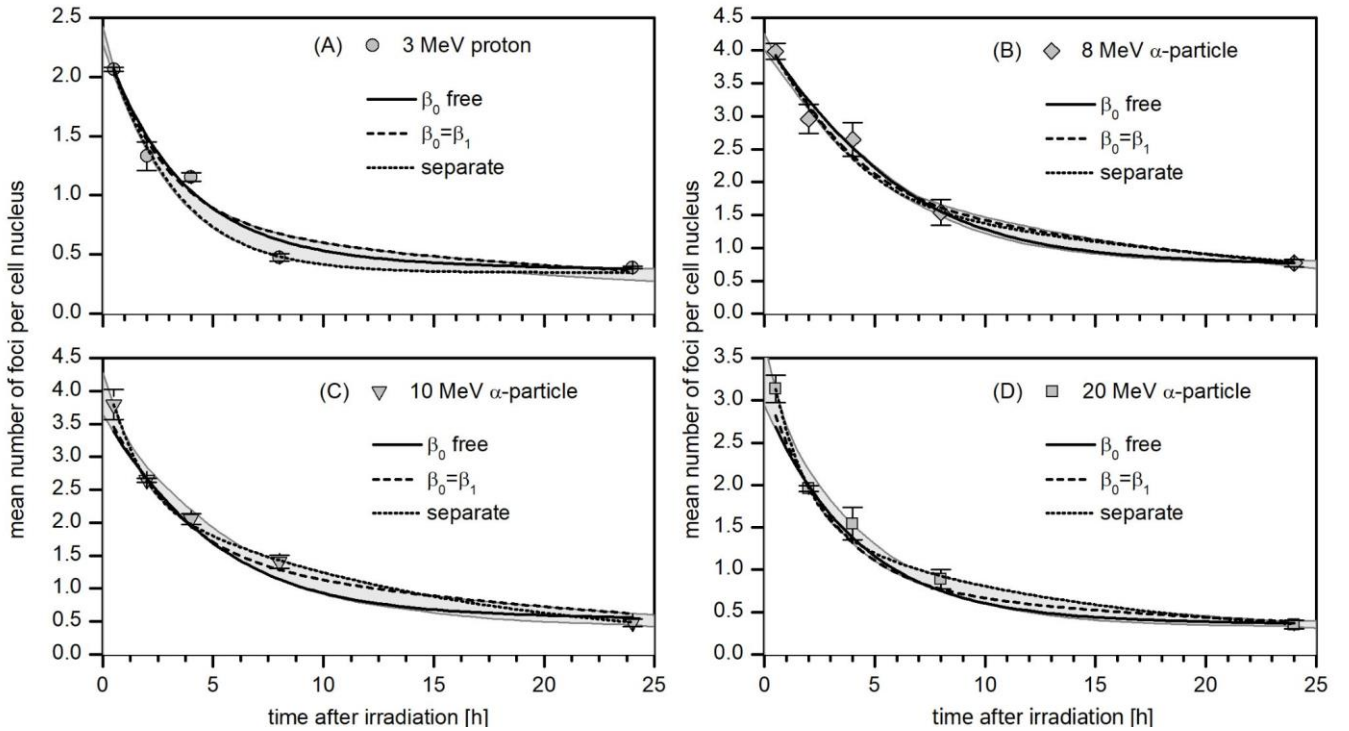 mean number of foci per cell nucleus
2.5
2.0
1.5
1.0
0.5
0.0
(A) 3 MeV proton
β0 free
β0=β1
separate
mean number of foci per cell nucleus
4.5
4.0
3.5
3.0
2.5
2.0
1.5
1.0
0.5
0.0
(B) 8 MeV α-particle
β0 free
β0=β1
separate
4.5
4.0
3.5
3.0
2.5
2.0
1.5
1.0
0.5
0.0
(C) 10 MeV α-particle
β0 free
β0=β1
separate
0 5 10 15 20 25
time after irradiation [h]
3.5
3.0
2.5
2.0
1.5
1.0
0.5
0.0
(D) 20 MeV α-particle
β0 free
β0=β1
separate
0 5 10 15 20 25
time after irradiation [h]